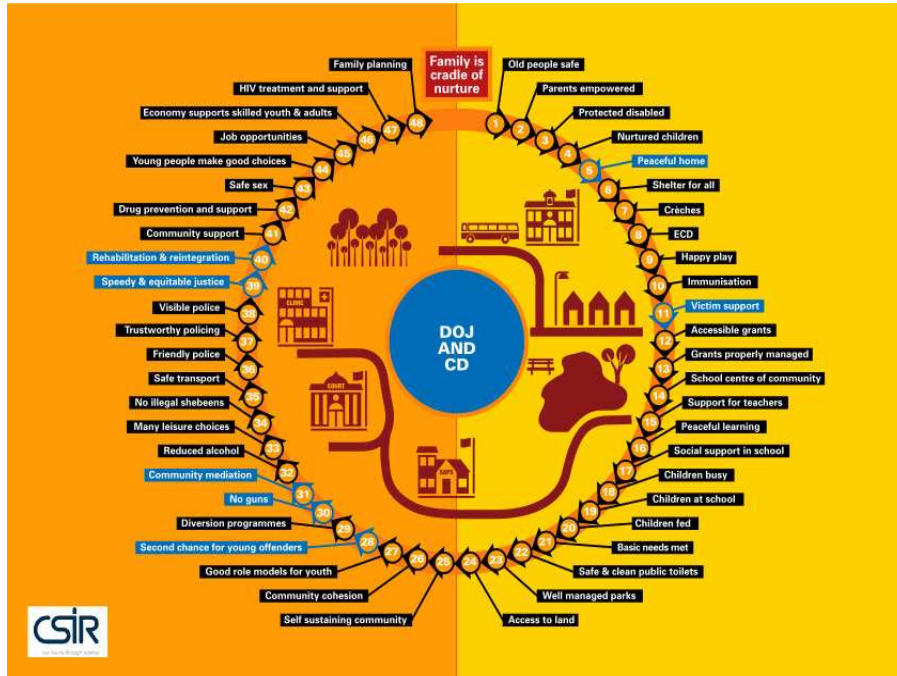 Family is
cradle of
nurture
1 Old people safe
2 Parents empowered
3 Protected disabled
4 Nurtured children
5 Peaceful home
6 Shelter for all
7 Crèches
8 ECD
9 Happy play
10 Immunisation
11 Victim support
12 Accessible grants
13 Grants properly managed
14 School centre of community
15 Support for teachers
16 Peaceful learning
17 Social support in school
18 Children busy
19 Children at school
20 Children fed
21 Basic needs met
22 Safe & clean public toilets
23 Well managed parks
24 Access to land
25 Self sustaining community
26 Community cohesion
27 Good role models for youth
28 Second chance for young offenders
29 Diversion programmes
30 No guns
31 Community mediation
32 Reduced alcohol
33 Many leisure choices
34 No illegal shebeens
35 Safe transport
36 Friendly police
37 Trustworthy policing
38 Visible police
39 Speedy & equitable justice
40 Rehabilitation & reintegration
41 Community support
42 Drug prevention and support
43 Safe sex
44 Young people make good choices
45 Job opportunities
46 Economy supports skilled youth & adults
47 HIV treatment and support
48 Family planning
DOJ
AND
CD
CLINIC
COURT
SAPS
CSIR
our future through science